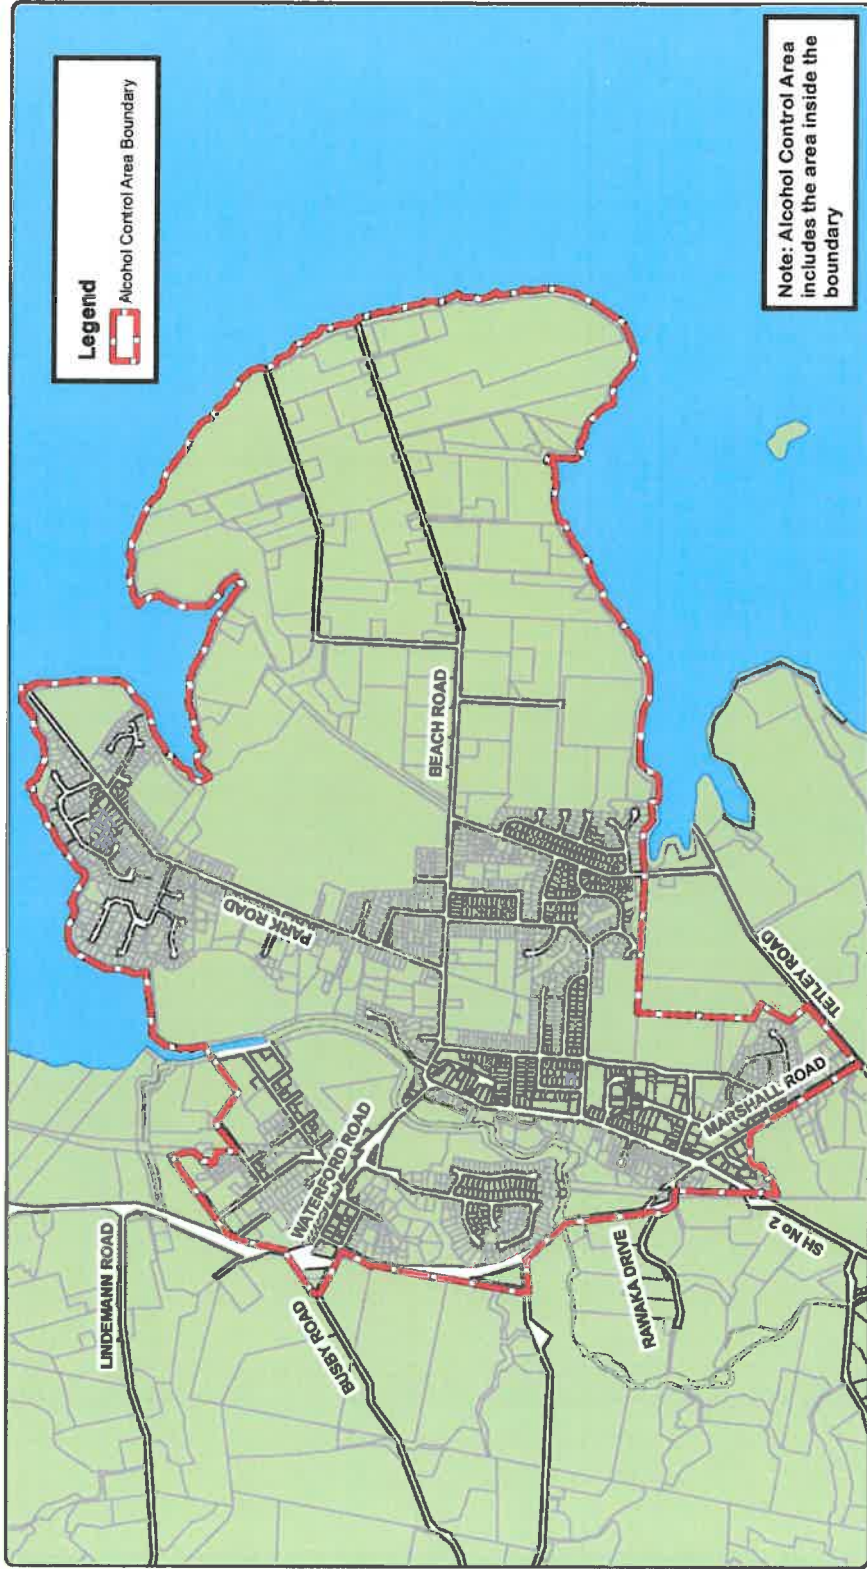 Legend
Alcohol Control Area Boundary
Note: Alcohol Control Area
includes the area inside the
boundary
BEACH ROAD
PARK ROAD
WATERFORD ROAD
LINDEMANN ROAD
BUSBY ROAD
RAWAKA DRIVE
SH No 2
MARSHALL ROAD
TETLEY ROAD